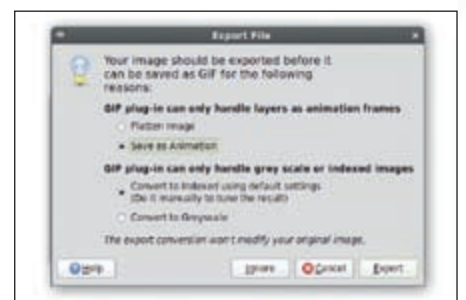 Export File
Your image should be exported before it
can be saved as GIF for the following
reasons:
GIF plug-in can only handle layers as animation frames
Flatten Image
Save as Animation
GIF plug-in can only handle grey scale or indexed images
Convert to Indexed using default settings
(Do it manually to tune the result)
Convert to Greyscale
The export conversion won't modify your original image.
Help Ignore Cancel Export